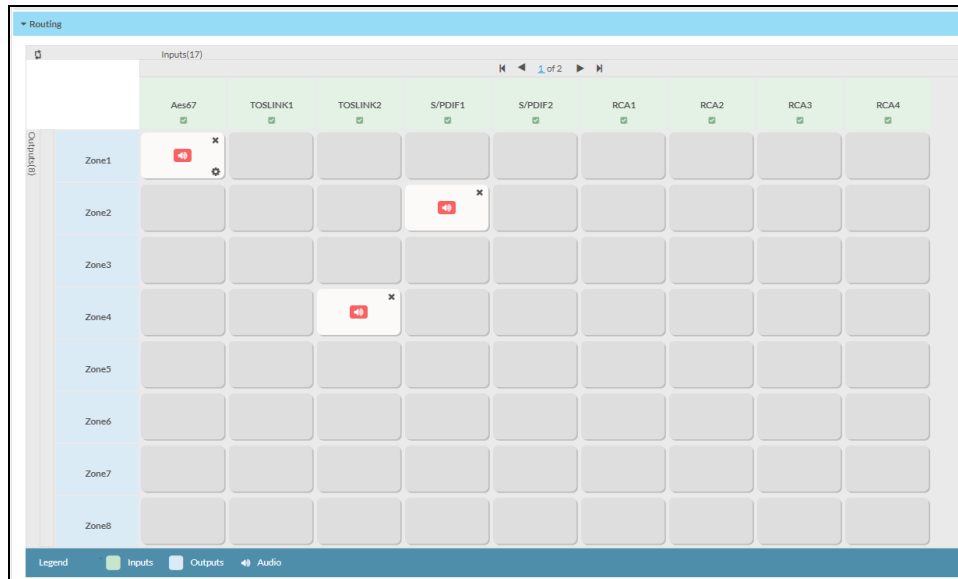 Routing
Inputs(17)
1 of 2
Aes67 TOSLINK1 TOSLINK2 S/PDIF1 S/PDIF2 RCA1 RCA2 RCA3 RCA4
Outputs(8)
Zone1
Zone2
Zone3
Zone4
Zone5
Zone6
Zone7
Zone8
Legend Inputs Outputs Audio